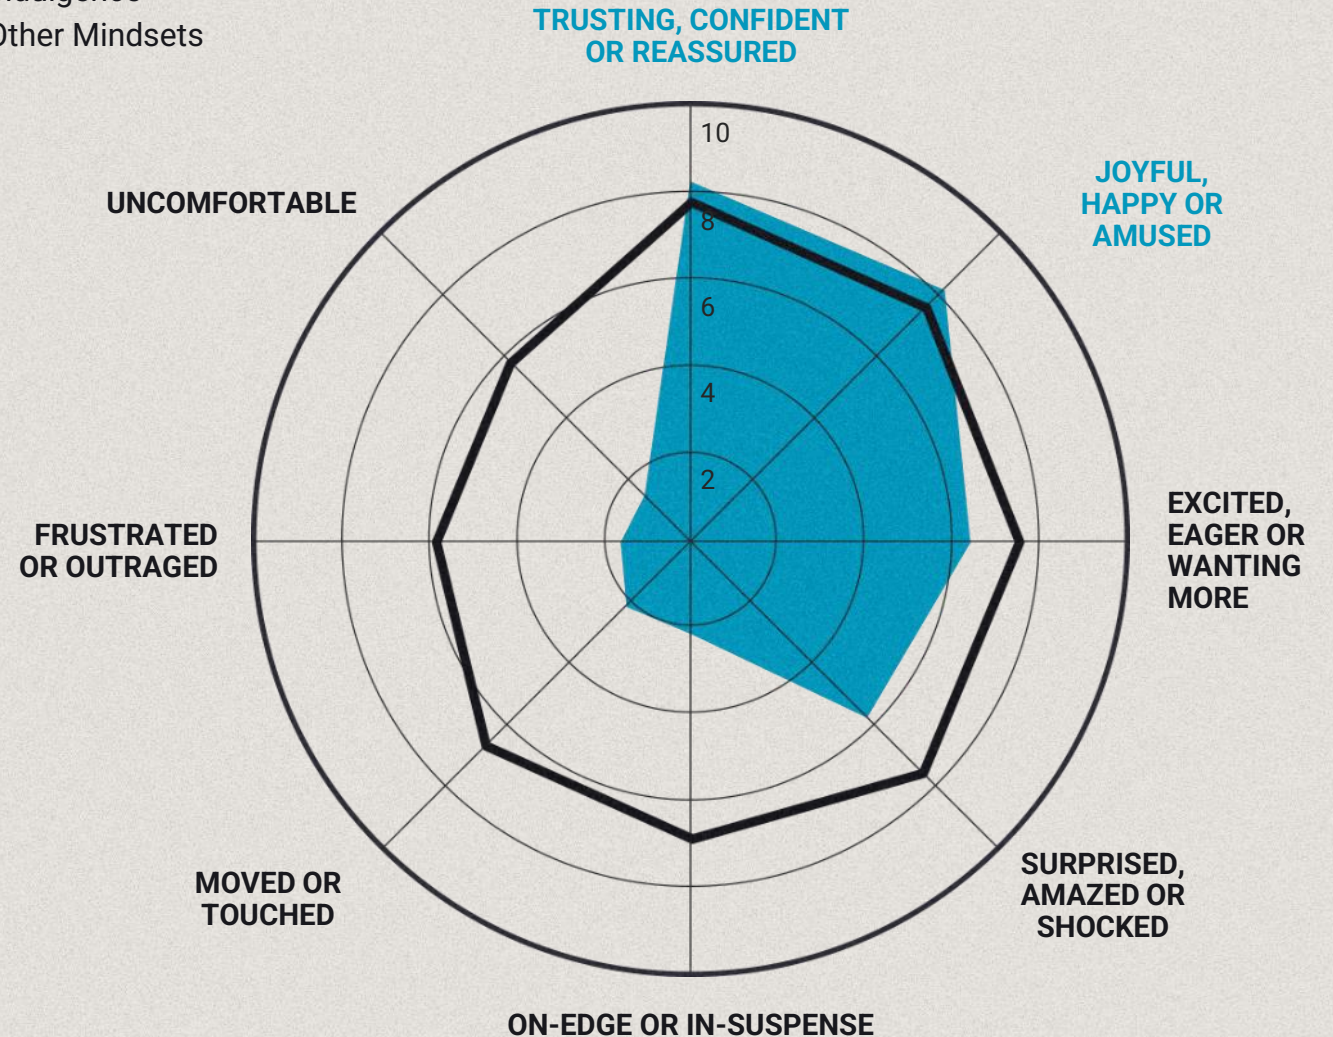 Other Mindsets
TRUSTING, CONFIDENT
OR REASSURED
10
JOYFUL,
HAPPY OR
AMUSED
UNCOMFORTABLE
8
6
4
2
EXCITED,
EAGER OR
WANTING
MORE
FRUSTRATED
OR OUTRAGED
SURPRISED,
AMAZED OR
SHOCKED
MOVED OR
TOUCHED
ON-EDGE OR IN-SUSPENSE